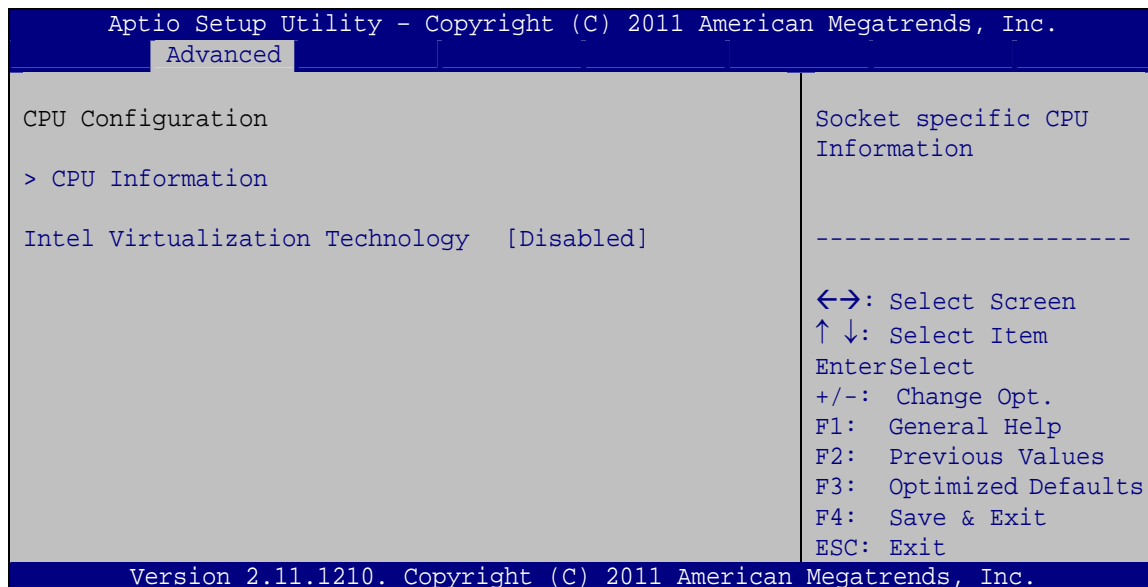 Aptio Setup Utility – Copyright (C) 2011 American Megatrends, Inc.
Advanced
CPU Configuration
> CPU Information
Intel Virtualization Technology [Disabled]
Socket specific CPU
Information
----------------------
←→: Select Screen
↑ ↓: Select Item
EnterSelect
+/-: Change Opt.
F1: General Help
F2: Previous Values
F3: Optimized Defaults
F4: Save & Exit
ESC: Exit
Version 2.11.1210. Copyright (C) 2011 American Megatrends, Inc.